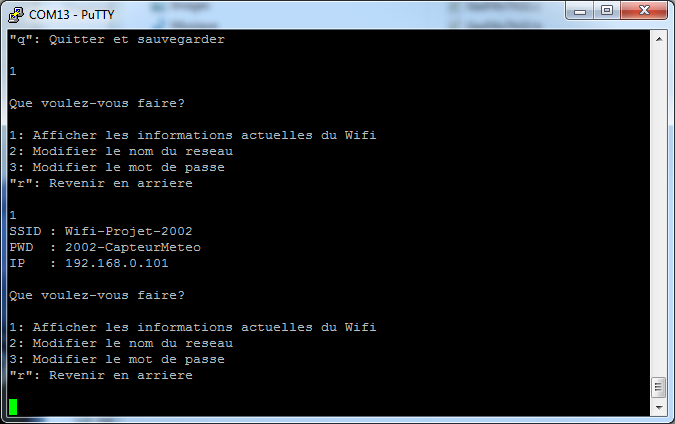 COM13 - PuTTY
"q": Quitter et sauvegarder
1
Que voulez-vous faire?
1: Afficher les informations actuelles du Wifi
2: Modifier le nom du reseau
3: Modifier le mot de passe
"r": Revenir en arriere
1
SSID : Wifi-Projet-2002
PWD  : 2002-CapteurMeteo
IP   : 192.168.0.101
Que voulez-vous faire?
1: Afficher les informations actuelles du Wifi
2: Modifier le nom du reseau
3: Modifier le mot de passe
"r": Revenir en arriere